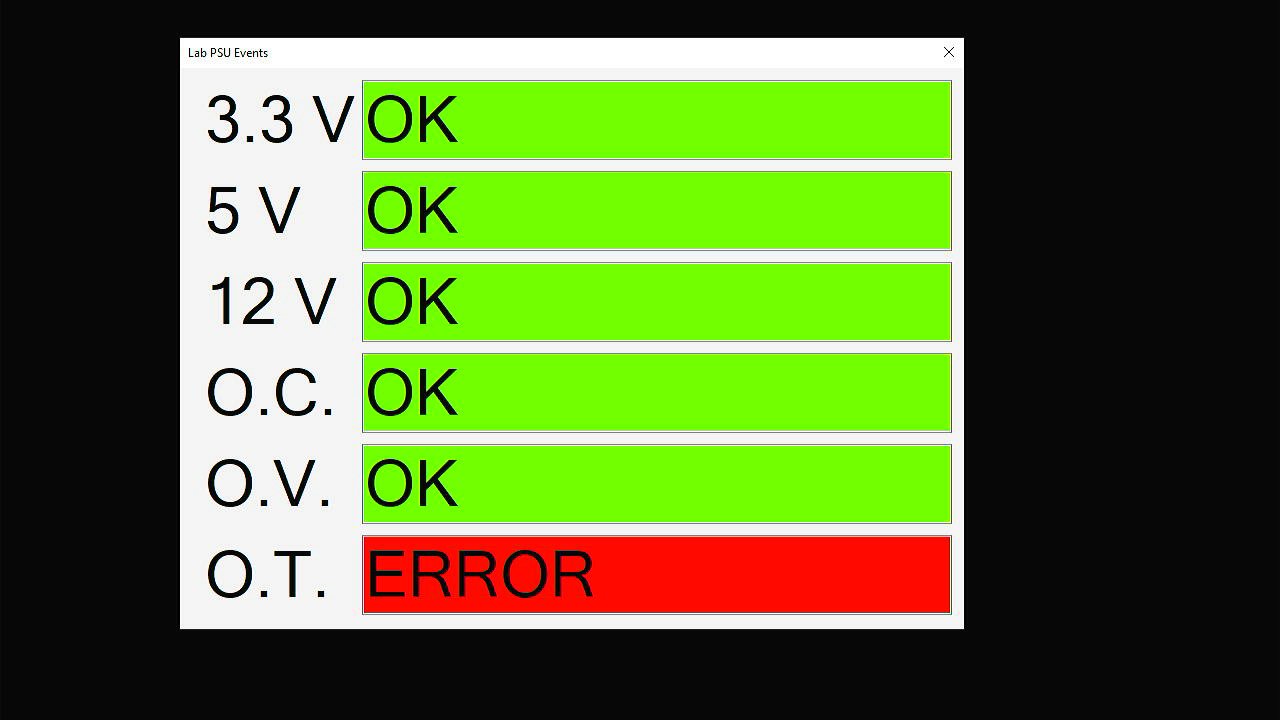 Lab PSU Events
3.3 V OK
5 V OK
12 V OK
O.C. OK
O.V. OK
O.T. ERROR